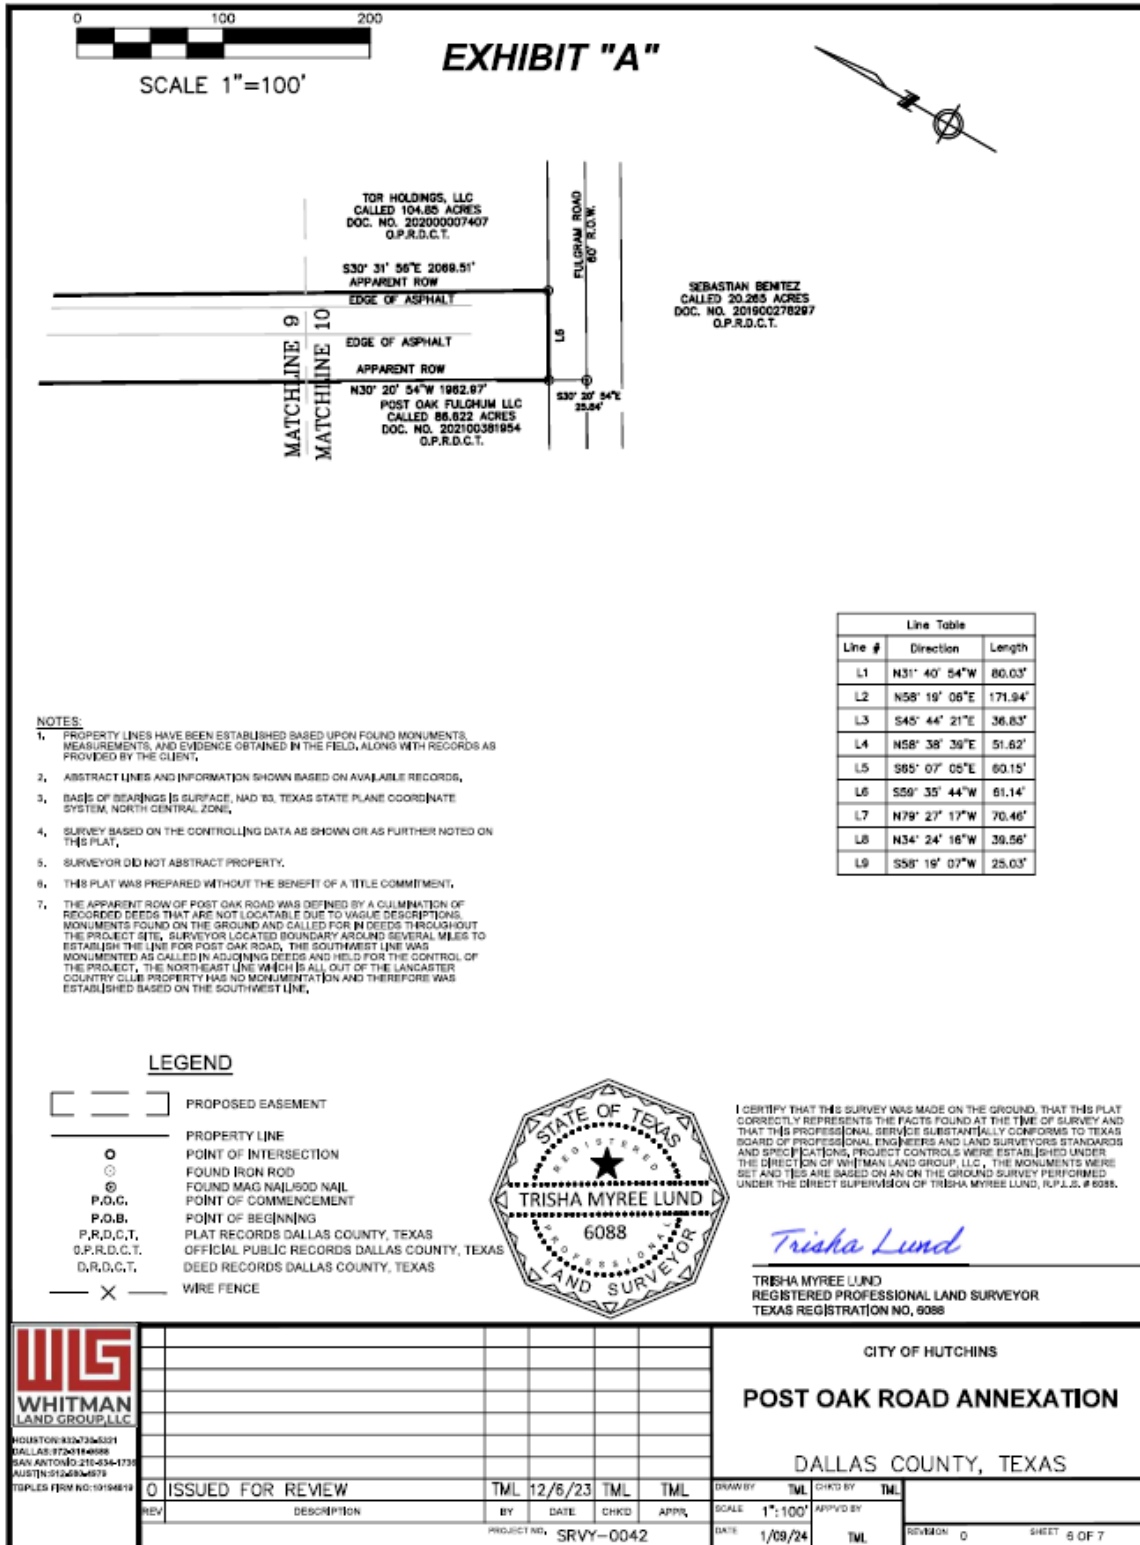 0 100 200
SCALE 1"=100'
EXHIBIT "A"
N
TOR HOLDINGS, LLC
CALLED 104.85 ACRES
DOC. NO. 202000007407
O.P.R.D.C.T.
S30° 31' 56"E 2069.51'
APPARENT ROW
EDGE OF ASPHALT
EDGE OF ASPHALT
APPARENT ROW
N30° 20' 54"W 1962.97'
POST OAK FULGHUM LLC
CALLED 86.622 ACRES
DOC. NO. 202100381954
O.P.R.D.C.T.
MATCHLINE 9
MATCHLINE 10
L6
FULGRAM ROAD
60' R.O.W.
S30° 20' 54"E
25.84'
SEBASTIAN BENITEZ
CALLED 20.265 ACRES
DOC. NO. 201900278297
O.P.R.D.C.T.
Line Table
Line # Direction Length
L1 N31° 40' 54"W 80.03'
L2 N58° 19' 06"E 171.94'
L3 S45° 44' 21"E 36.83'
L4 N58° 38' 39"E 51.62'
L5 S65° 07' 05"E 60.15'
L6 S59° 35' 44"W 61.14'
L7 N79° 27' 17"W 70.46'
L8 N34° 24' 16"W 39.56'
L9 S58° 19' 07"W 25.03'
NOTES:
1. PROPERTY LINES HAVE BEEN ESTABLISHED BASED UPON FOUND MONUMENTS,
MEASUREMENTS, AND EVIDENCE OBTAINED IN THE FIELD, ALONG WITH RECORDS AS
PROVIDED BY THE CLIENT.
2. ABSTRACT LINES AND INFORMATION SHOWN BASED ON AVAILABLE RECORDS.
3. BASIS OF BEARINGS IS SURFACE, NAD '83, TEXAS STATE PLANE COORDINATE
SYSTEM, NORTH CENTRAL ZONE.
4. SURVEY BASED ON THE CONTROLLING DATA AS SHOWN OR AS FURTHER NOTED ON
THIS PLAT.
5. SURVEYOR DID NOT ABSTRACT PROPERTY.
6. THIS PLAT WAS PREPARED WITHOUT THE BENEFIT OF A TITLE COMMITMENT.
7. THE APPARENT ROW OF POST OAK ROAD WAS DEFINED BY A CULMINATION OF
RECORDED DEEDS THAT ARE NOT LOCATABLE DUE TO VAGUE DESCRIPTIONS,
MONUMENTS FOUND ON THE GROUND AND CALLED FOR IN DEEDS THROUGHOUT
THE PROJECT SITE. SURVEYOR LOCATED BOUNDARY AROUND SEVERAL MILES TO
ESTABLISH THE LINE FOR POST OAK ROAD. THE SOUTHWEST LINE WAS
MONUMENTED AS CALLED IN ADJOINING DEEDS AND HELD FOR THE CONTROL OF
THE PROJECT. THE NORTHEAST LINE WHICH IS ALL OUT OF THE LANCASTER
COUNTRY CLUB PROPERTY HAS NO MONUMENTATION AND THEREFORE WAS
ESTABLISHED BASED ON THE SOUTHWEST LINE.
LEGEND
PROPOSED EASEMENT
PROPERTY LINE
POINT OF INTERSECTION
FOUND IRON ROD
FOUND MAG NAIL/60D NAIL
P.O.C. POINT OF COMMENCEMENT
P.O.B. POINT OF BEGINNING
P.R.D.C.T. PLAT RECORDS DALLAS COUNTY, TEXAS
O.P.R.D.C.T. OFFICIAL PUBLIC RECORDS DALLAS COUNTY, TEXAS
D.R.D.C.T. DEED RECORDS DALLAS COUNTY, TEXAS
WIRE FENCE
STATE OF TEXAS
REGISTERED
TRISHA MYREE LUND
6088
PROFESSIONAL
LAND SURVEYOR
I CERTIFY THAT THIS SURVEY WAS MADE ON THE GROUND, THAT THIS PLAT
CORRECTLY REPRESENTS THE FACTS FOUND AT THE TIME OF SURVEY AND
THAT THIS PROFESSIONAL SERVICE SUBSTANTIALLY CONFORMS TO TEXAS
BOARD OF PROFESSIONAL ENGINEERS AND LAND SURVEYORS STANDARDS
AND SPECIFICATIONS, PROJECT CONTROLS WERE ESTABLISHED UNDER
THE DIRECTION OF WHITMAN LAND GROUP, LLC., THE MONUMENTS WERE
SET AND TIES ARE BASED ON AN ON THE GROUND SURVEY PERFORMED
UNDER THE DIRECT SUPERVISION OF TRISHA MYREE LUND, R.P.L.S. # 6088.
Trisha Lund
TRISHA MYREE LUND
REGISTERED PROFESSIONAL LAND SURVEYOR
TEXAS REGISTRATION NO. 6088
WLS
WHITMAN
LAND GROUP,LLC
HOUSTON:
DALLAS:
SAN ANTONIO:
AUSTIN:
TBPLES FIRM NO:
0 ISSUED FOR REVIEW TML 12/6/23 TML TML
REV DESCRIPTION BY DATE CHK'D APPR.
PROJECT NO. SRVY-0042
CITY OF HUTCHINS
POST OAK ROAD ANNEXATION
DALLAS COUNTY, TEXAS
DRAW BY TML CHK'D BY TML
SCALE 1":100' APPV'D BY
DATE 1/09/24 TML REVISION 0 SHEET 6 OF 7